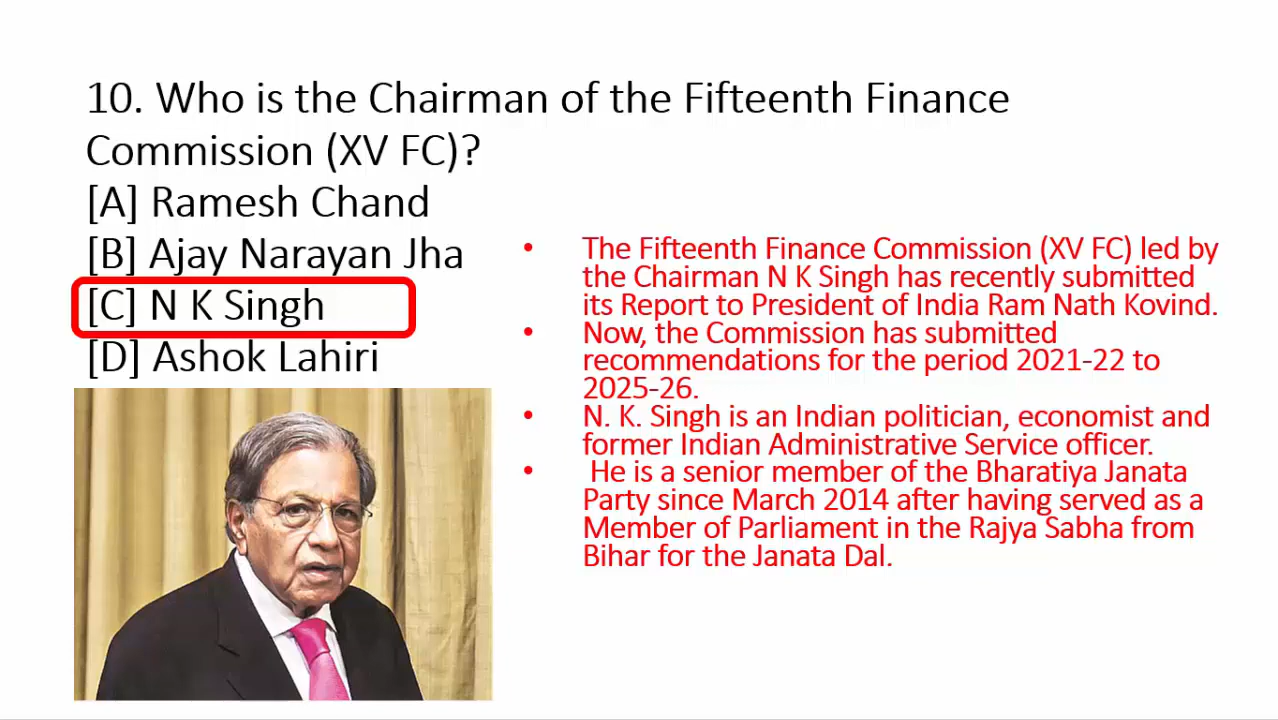 10. Who is the Chairman of the Fifteenth Finance
Commission (XV FC)?
[A] Ramesh Chand
[B] Ajay Narayan Jha
[C] N K Singh
[D] Ashok Lahiri
• The Fifteenth Finance Commission (XV FC) led by
the Chairman N K Singh has recently submitted
its Report to President of India Ram Nath Kovind.
• Now, the Commission has submitted
recommendations for the period 2021-22 to
2025-26.
• N. K. Singh is an Indian politician, economist and
former Indian Administrative Service officer.
• He is a senior member of the Bharatiya Janata
Party since March 2014 after having served as a
Member of Parliament in the Rajya Sabha from
Bihar for the Janata Dal.